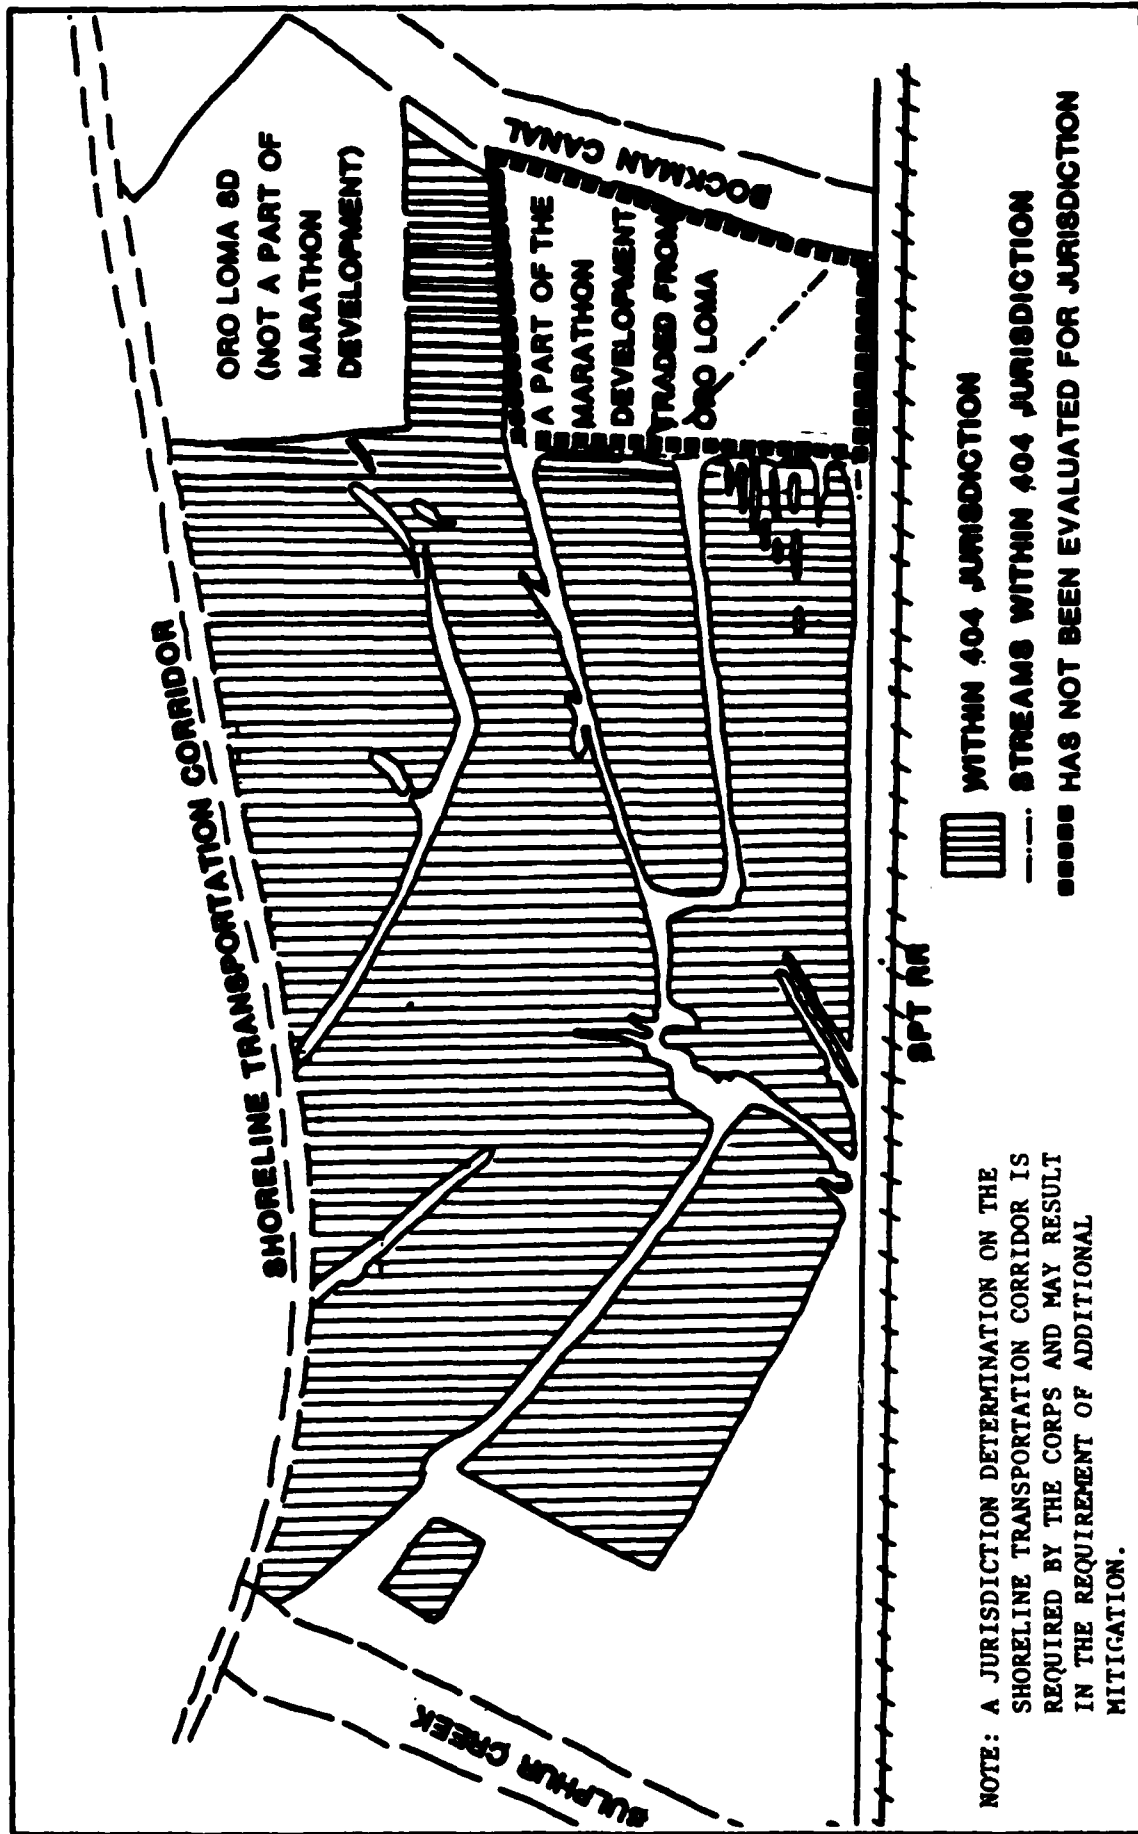 SHORELINE TRANSPORTATION CORRIDOR
ORO LOMA SD
(NOT A PART OF
MARATHON
DEVELOPMENT)
BOCKMAN CANAL
A PART OF THE
MARATHON
DEVELOPMENT
TRADED FROM
ORO LOMA
SULPHUR CREEK
SPT RR
WITHIN 404 JURISDICTION
STREAMS WITHIN 404 JURISDICTION
HAS NOT BEEN EVALUATED FOR JURISDICTION
NOTE: A JURISDICTION DETERMINATION ON THE
SHORELINE TRANSPORTATION CORRIDOR IS
REQUIRED BY THE CORPS AND MAY RESULT
IN THE REQUIREMENT OF ADDITIONAL
MITIGATION.